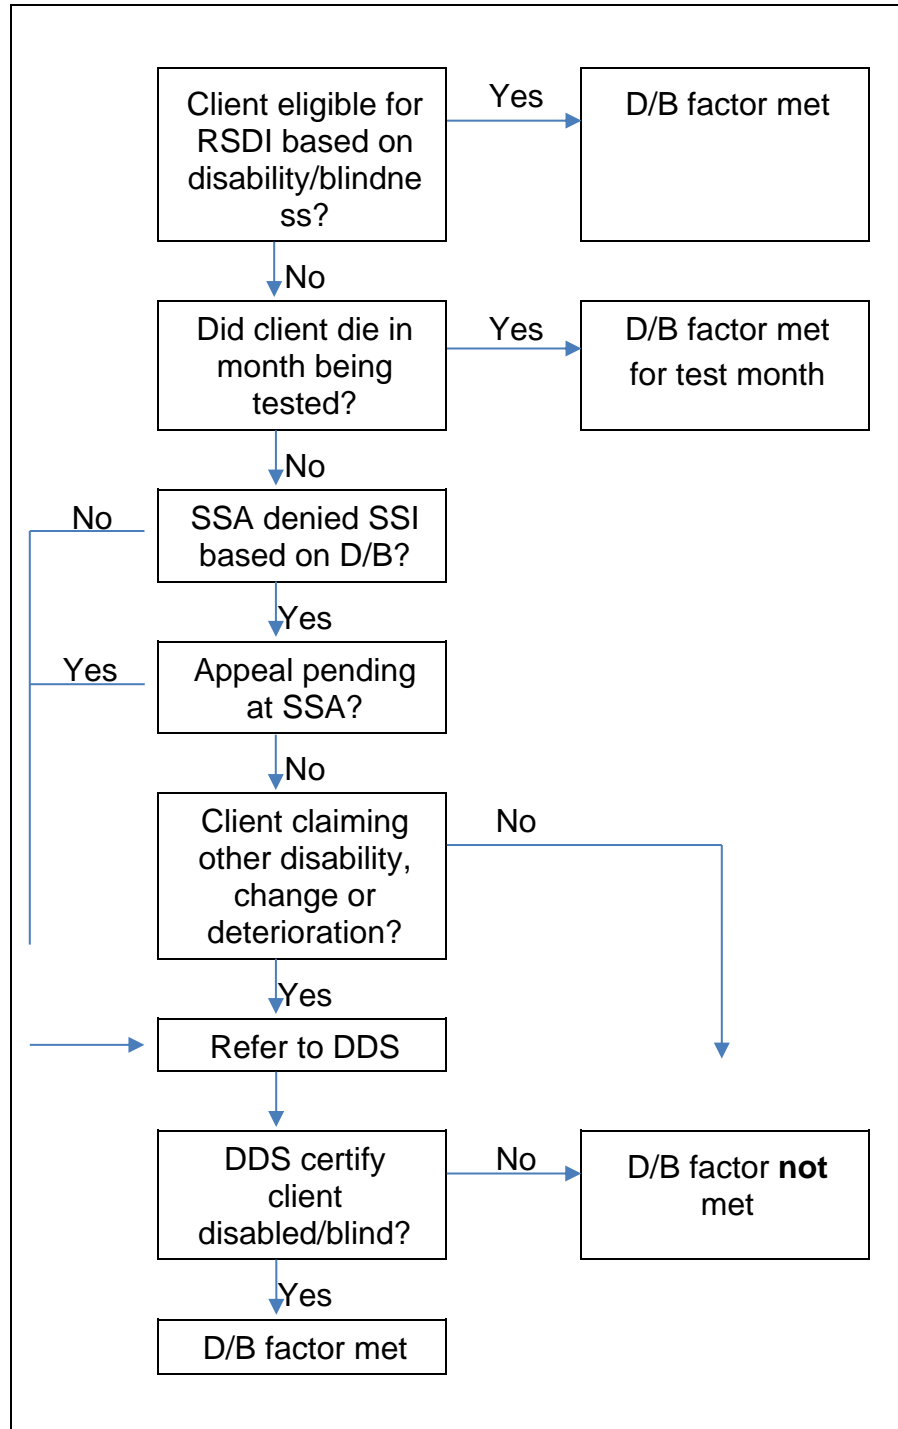 Client eligible for
RSDI based on
disability/blindne
ss?
Yes
D/B factor met
No
Did client die in
month being
tested?
Yes
D/B factor met
for test month
No
No
SSA denied SSI
based on D/B?
Yes
Yes
Appeal pending
at SSA?
No
Client claiming
other disability,
change or
deterioration?
No
Yes
Refer to DDS
DDS certify
client
disabled/blind?
No
D/B factor not
met
Yes
D/B factor met